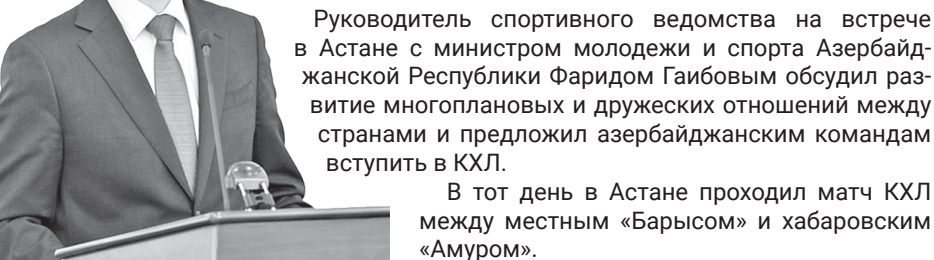 Руководитель спортивного ведомства на встрече
в Астане с министром молодежи и спорта Азербайд-
жанской Республики Фаридом Гаибовым обсудил раз-
витие многоплановых и дружеских отношений между
странами и предложил азербайджанским командам
вступить в КХЛ.
В тот день в Астане проходил матч КХЛ
между местным «Барысом» и хабаровским
«Амуром».